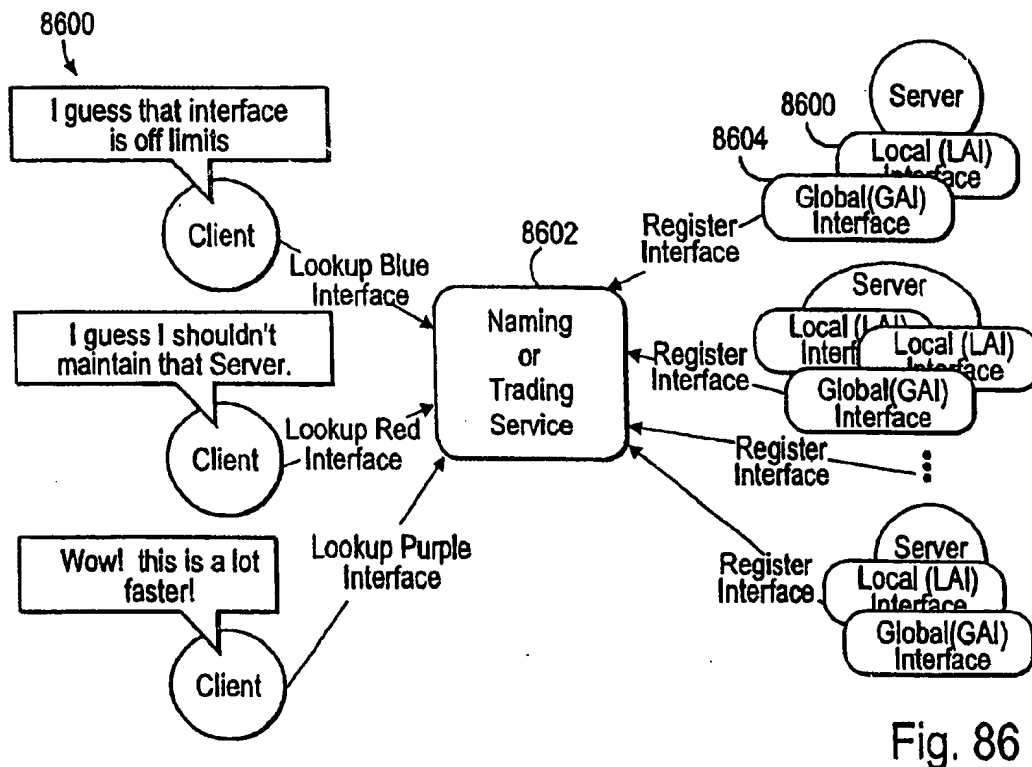 8600
I guess that interface
is off limits
Client
Lookup Blue
Interface
I guess I shouldn't
maintain that Server.
Client
Lookup Red
Interface
Wow! this is a lot
faster!
Client
Lookup Purple
Interface
8602
Naming
or
Trading
Service
Server
8600
Local (LAI)
Interface
8604
Global(GAI)
Interface
Register
Interface
Server
Local (LAI)
Interf
Local (LAI)
Interface
Global(GAI)
Interface
Register
Interface
Register
Interface
Server
Local (LAI)
Interface
Global(GAI)
Interface
Register
Interface
Fig. 86